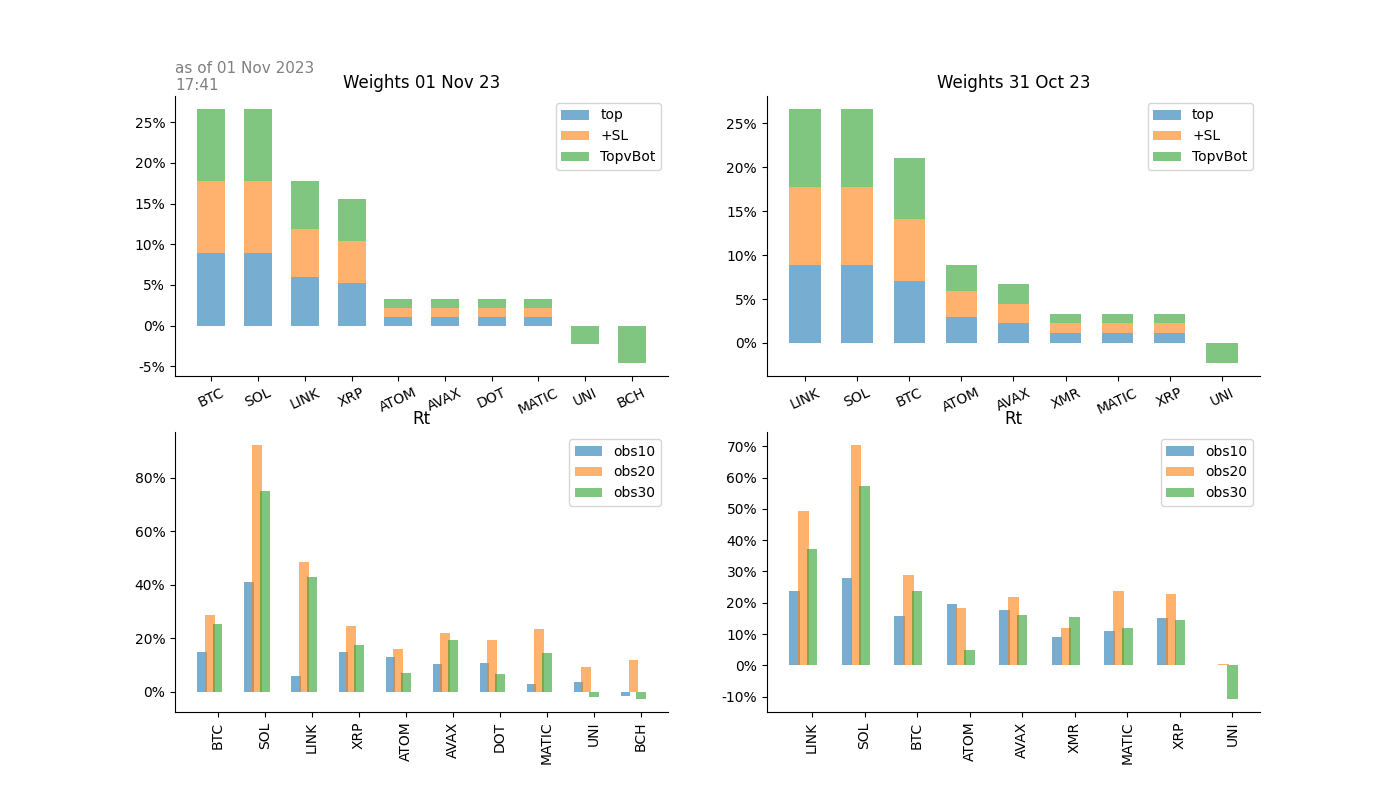 as of 01 Nov 2023
17:41
Weights 01 Nov 23
25%
20%
15%
10%
5%
0%
-5%
top
+SL
TopvBot
BTC
SOL
LINK
XRP
ATOM
AVAX
DOT
MATIC
UNI
BCH
Weights 31 Oct 23
25%
20%
15%
10%
5%
0%
top
+SL
TopvBot
LINK
SOL
BTC
ATOM
AVAX
XMR
MATIC
XRP
UNI
Rt
80%
60%
40%
20%
0%
obs10
obs20
obs30
BTC
SOL
LINK
XRP
ATOM
AVAX
DOT
MATIC
UNI
BCH
Rt
70%
60%
50%
40%
30%
20%
10%
0%
-10%
obs10
obs20
obs30
LINK
SOL
BTC
ATOM
AVAX
XMR
MATIC
XRP
UNI